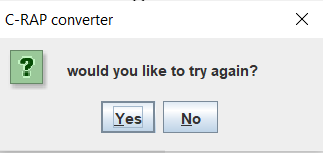 C-RAP converter
would you like to try again?
Yes No